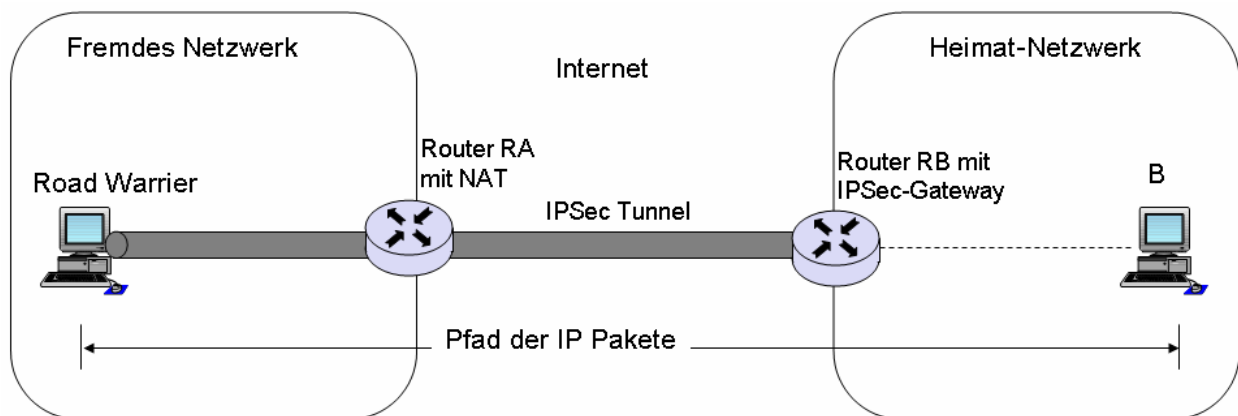 Fremdes Netzwerk
Internet
Heimat-Netzwerk
Road Warrier
Router RA
mit NAT
IPSec Tunnel
Router RB mit
IPSec-Gateway
B
Pfad der IP Pakete